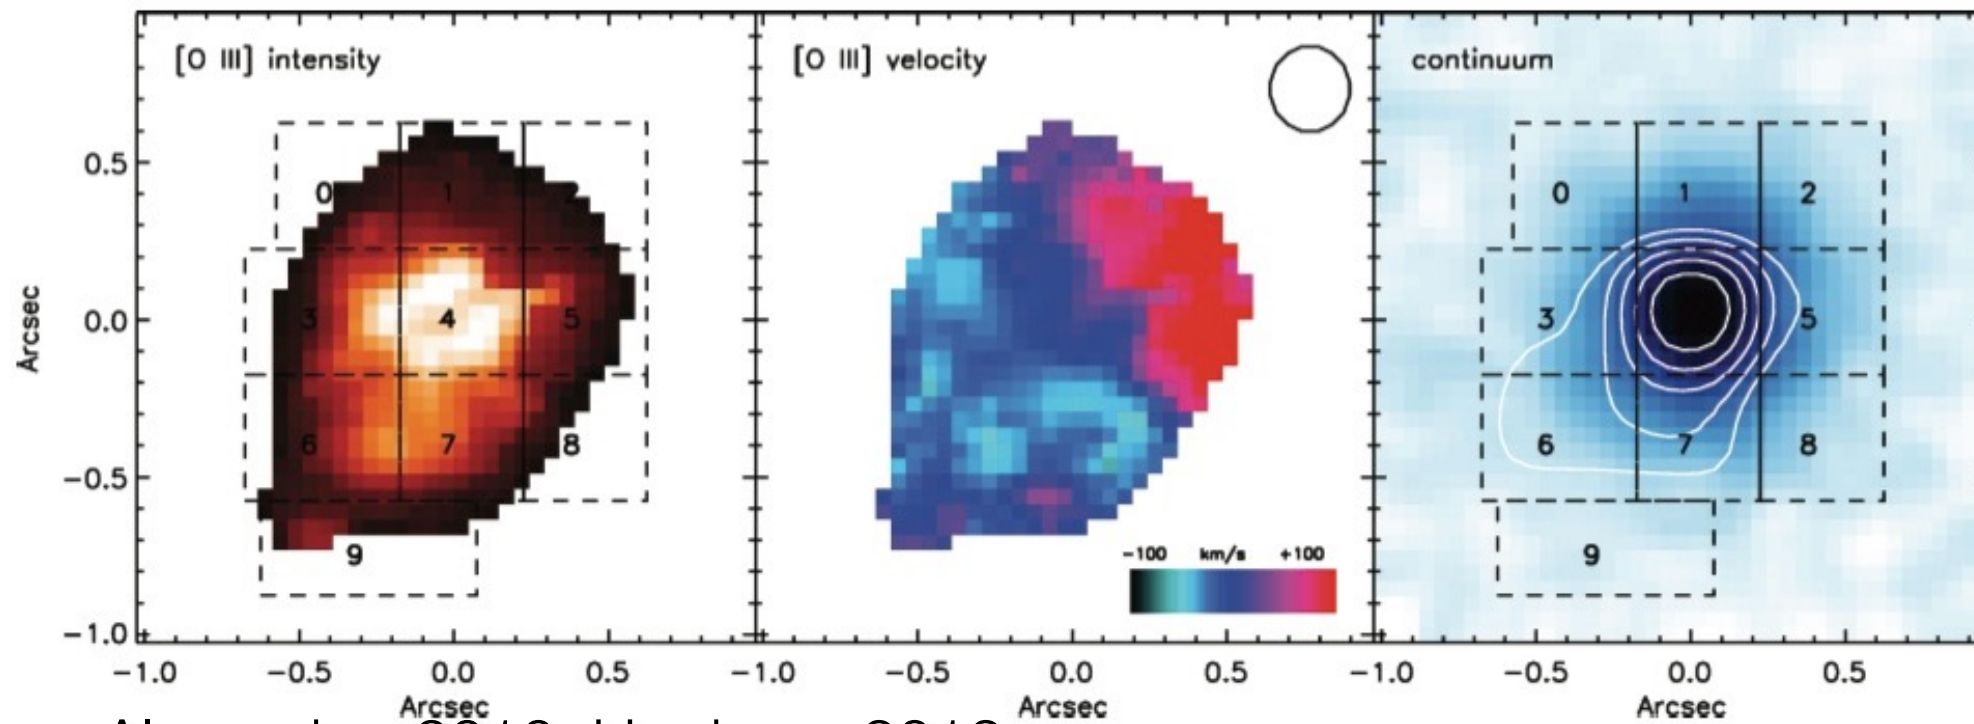 [O III] intensity
[O III] velocity
continuum
0 1 2
3 4 5
6 7 8
9
-100 km/s +100
0 1 2
3 5
6 7 8
9
Arcsec
0.5
0.0
-0.5
-1.0
-1.0 -0.5 0.0 0.5
-1.0 -0.5 0.0 0.5
-1.0 -0.5 0.0 0.5
Arcsec
Arcsec
Arcsec